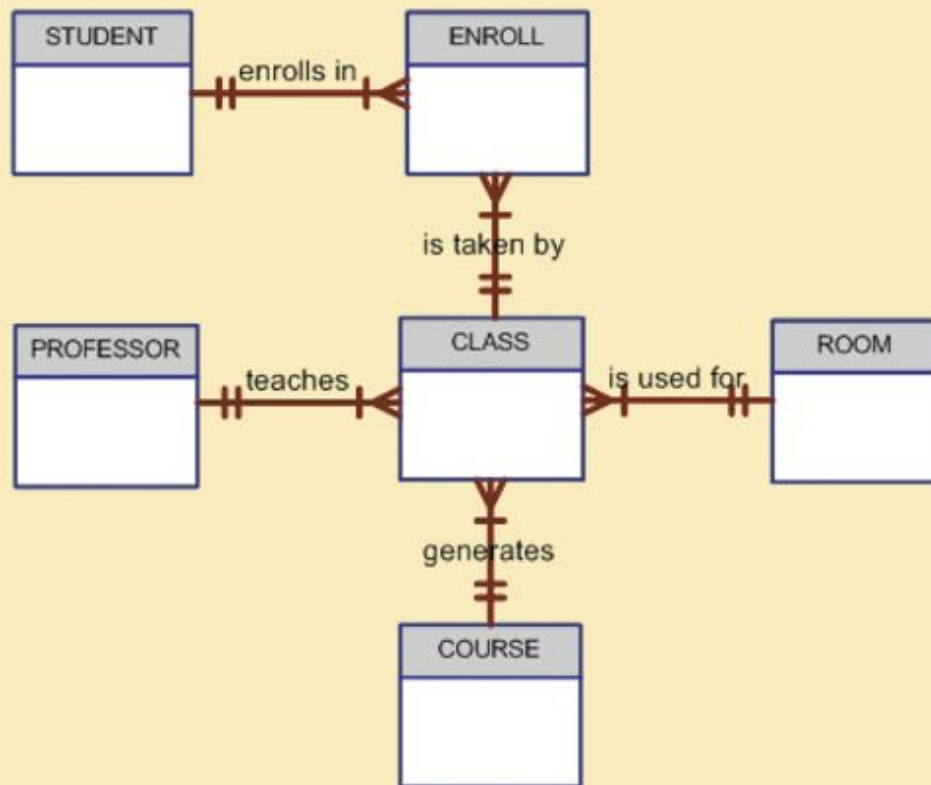 STUDENT
ENROLL
enrolls in
is taken by
PROFESSOR
CLASS
ROOM
teaches
is used for
generates
COURSE